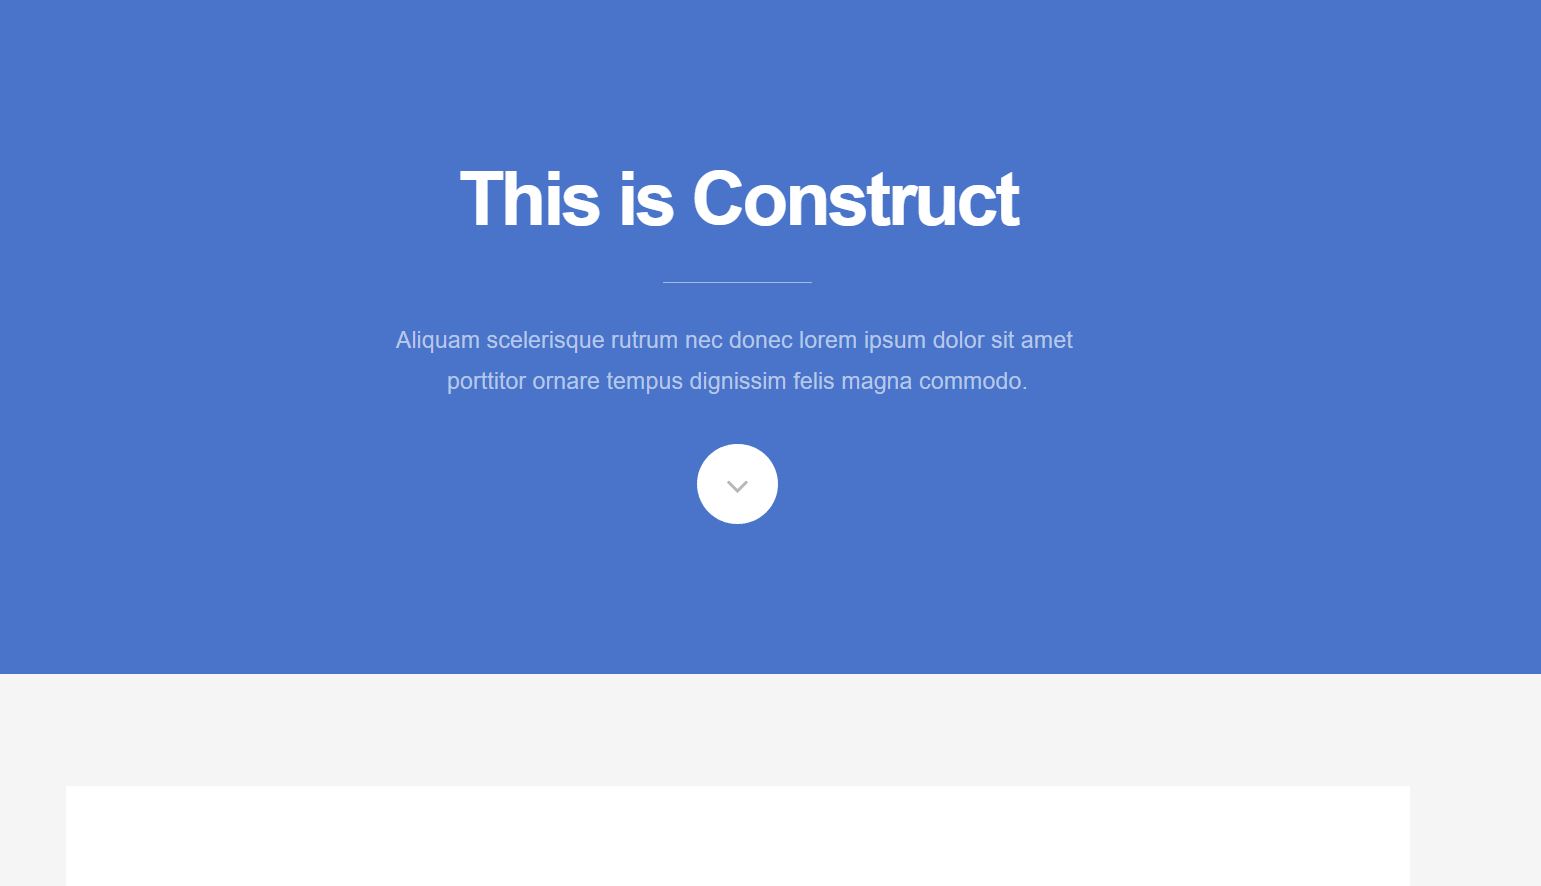 This is Construct
Aliquam scelerisque rutrum nec donec lorem ipsum dolor sit amet
porttitor ornare tempus dignissim felis magna commodo.